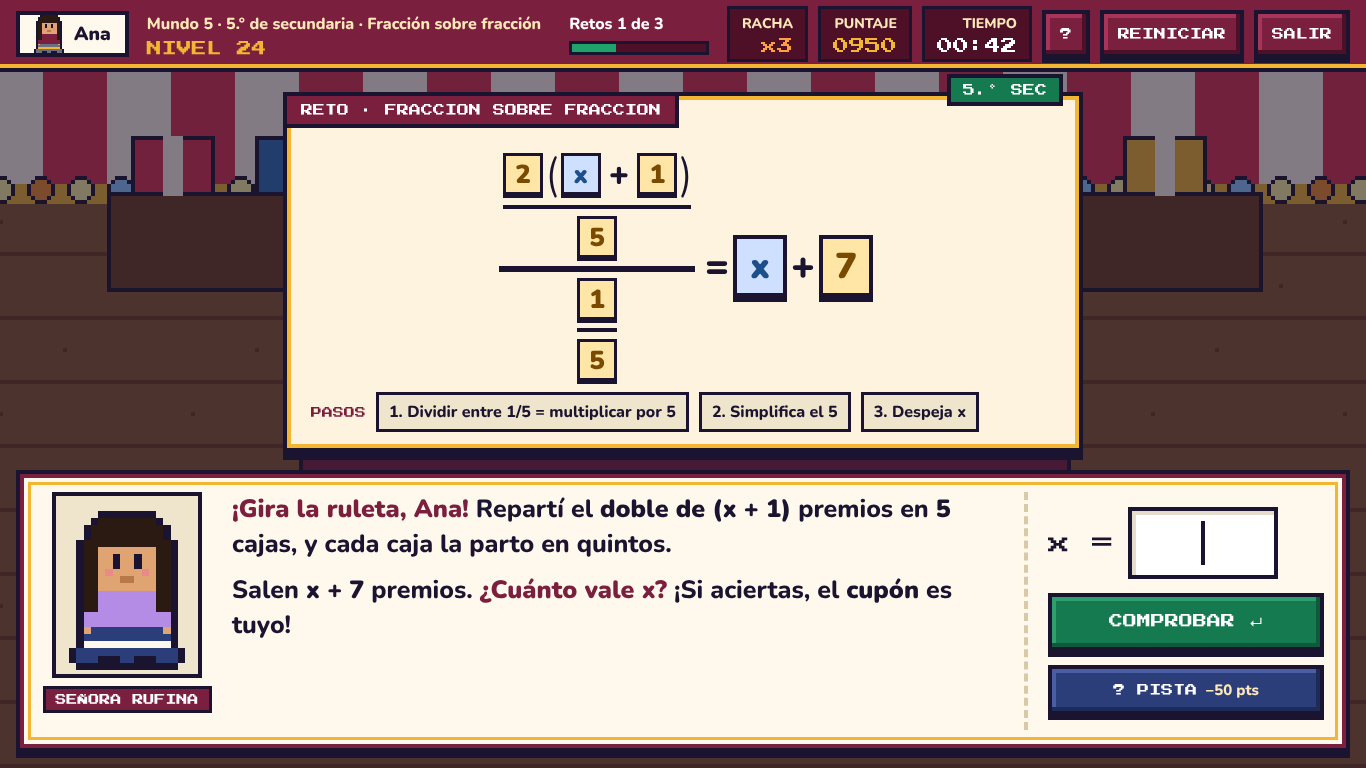 Ana
Mundo 5 · 5.º de secundaria · Fracción sobre fracción
NIVEL 24
Retos 1 de 3
RACHA
x3
PUNTAJE
0950
TIEMPO
00:42
?
REINICIAR
SALIR
RETO · FRACCION SOBRE FRACCION
5.° SEC
2(x + 1)
5
1
5
= x + 7
PASOS
1. Dividir entre 1/5 = multiplicar por 5
2. Simplifica el 5
3. Despeja x
¡Gira la ruleta, Ana! Repartí el doble de (x + 1) premios en 5
cajas, y cada caja la parto en quintos.
Salen x + 7 premios. ¿Cuánto vale x? ¡Si aciertas, el cupón es
tuyo!
SEÑORA RUFINA
x =
COMPROBAR ↵
? PISTA −50 pts